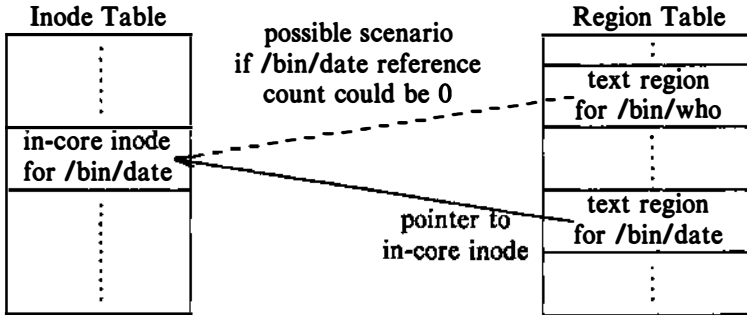 Inode Table
Region Table
possible scenario
if /bin/date reference
count could be 0
text region
for /bin/who
in-core inode
for /bin/date
pointer to
in-core inode
text region
for /bin/date